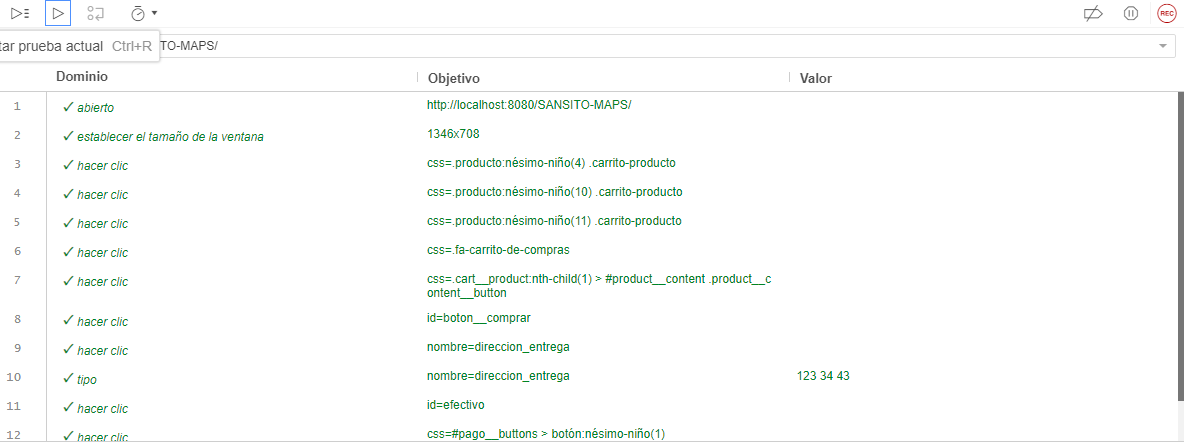 REC
tar prueba actual Ctrl+R
TO-MAPS/
Dominio Objetivo Valor
1 ✓ abierto http://localhost:8080/SANSITO-MAPS/
2 ✓ establecer el tamaño de la ventana 1346x708
3 ✓ hacer clic css=.producto:nésimo-niño(4) .carrito-producto
4 ✓ hacer clic css=.producto:nésimo-niño(10) .carrito-producto
5 ✓ hacer clic css=.producto:nésimo-niño(11) .carrito-producto
6 ✓ hacer clic css=.fa-carrito-de-compras
7 ✓ hacer clic css=.cart__product:nth-child(1) > #product__content .product__c
ontent__button
8 ✓ hacer clic id=boton__comprar
9 ✓ hacer clic nombre=direccion_entrega
10 ✓ tipo nombre=direccion_entrega 123 34 43
11 ✓ hacer clic id=efectivo
12 ✓ hacer clic css=#pago__buttons > botón:nésimo-niño(1)